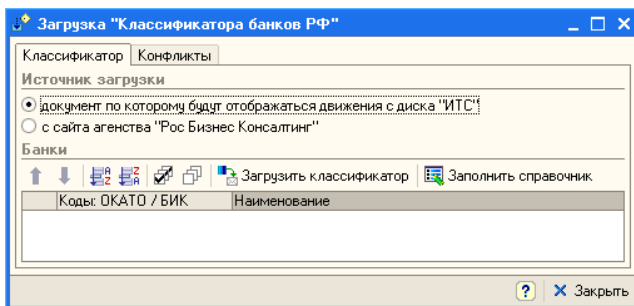 Загрузка "Классификатора банков РФ"
Классификатор Конфликты
Источник загрузки
документ по которому будут отображаться движения с диска "ИТС"
с сайта агенства "Рос Бизнес Консалтинг"
Банки
Загрузить классификатор Заполнить справочник
Коды: ОКАТО / БИК Наименование
? Закрыть